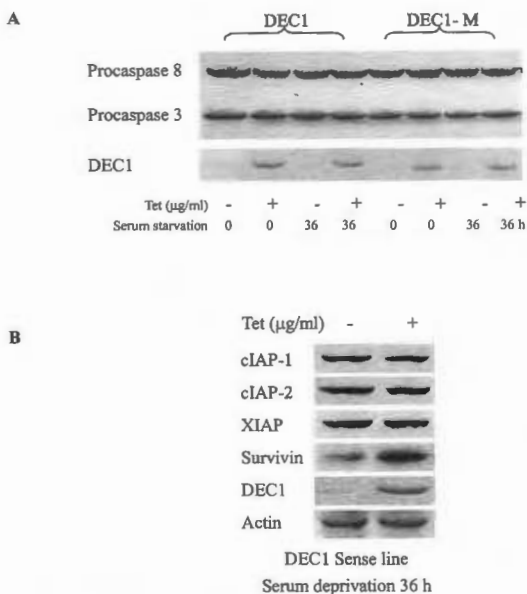 A
DEC1 DEC1- M
Procaspase 8
Procaspase 3
DEC1
Tet (µg/ml) - + - + - + - +
Serum starvation 0 0 36 36 0 0 36 36 h
B
Tet (µg/ml) - +
cIAP-1
cIAP-2
XIAP
Survivin
DEC1
Actin
DEC1 Sense line
Serum deprivation 36 h